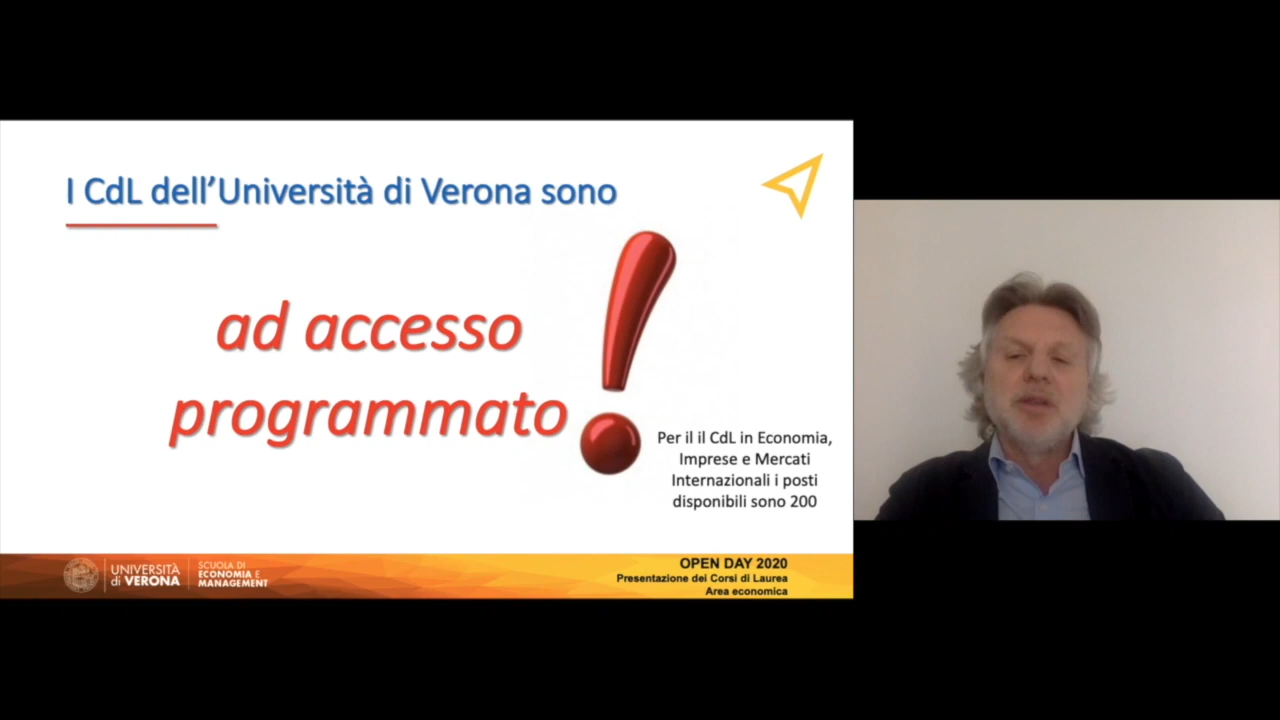 I CdL dell'Università di Verona sono
ad accesso
programmato
Per il il CdL in Economia,
Imprese e Mercati
Internazionali i posti
disponibili sono 200
UNIVERSITÀ
di VERONA
SCUOLA DI
ECONOMIA E
MANAGEMENT
OPEN DAY 2020
Presentazione dei Corsi di Laurea
Area economica